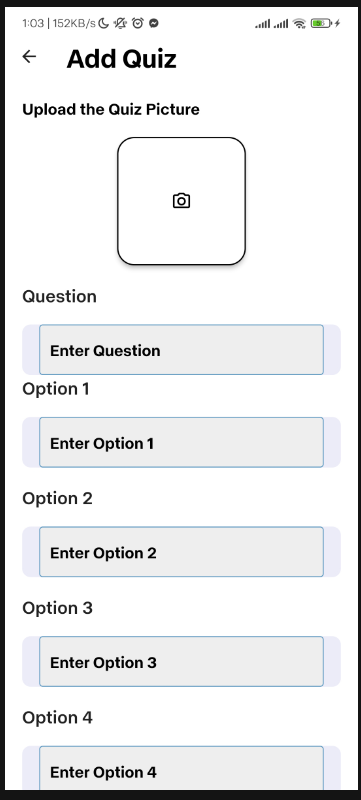 1:03 | 152KB/s
Add Quiz
Upload the Quiz Picture
Question
Enter Question
Option 1
Enter Option 1
Option 2
Enter Option 2
Option 3
Enter Option 3
Option 4
Enter Option 4